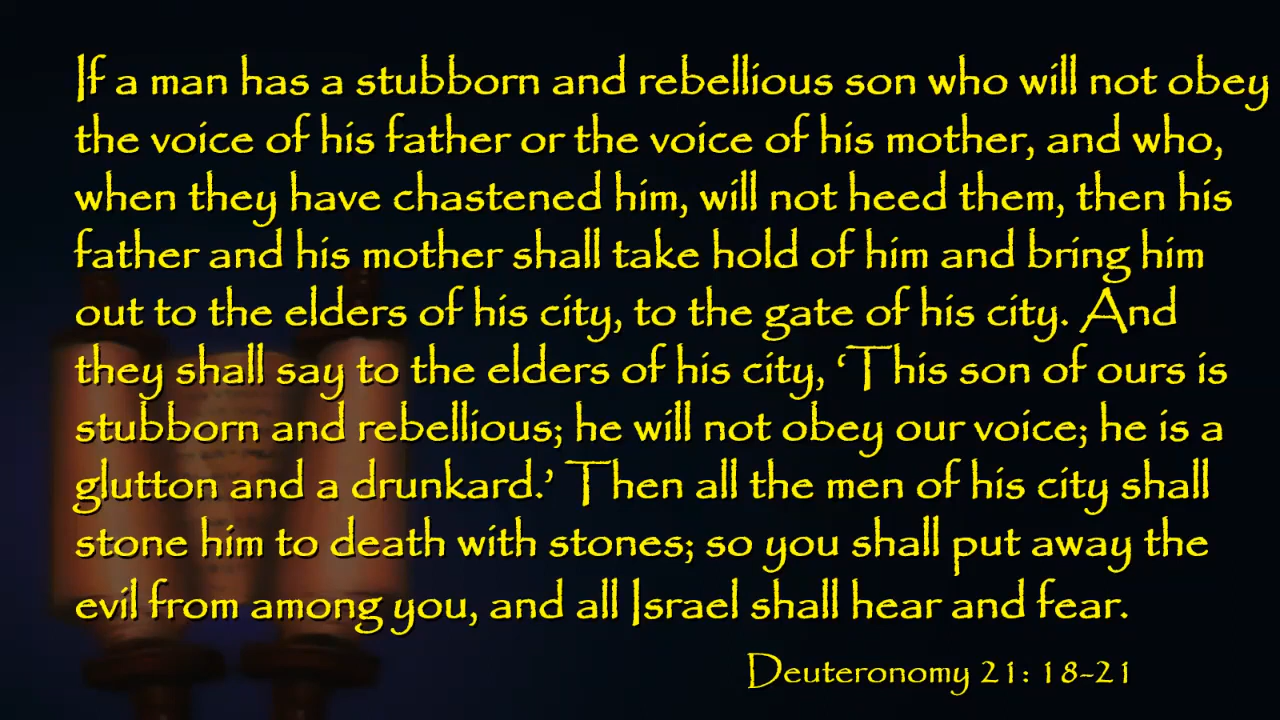 If a man has a stubborn and rebellious son who will not obey
the voice of his father or the voice of his mother, and who,
when they have chastened him, will not heed them, then his
father and his mother shall take hold of him and bring him
out to the elders of his city, to the gate of his city. And
they shall say to the elders of his city, ‘This son of ours is
stubborn and rebellious; he will not obey our voice; he is a
glutton and a drunkard.’ Then all the men of his city shall
stone him to death with stones; so you shall put away the
evil from among you, and all Israel shall hear and fear.
Deuteronomy 21: 18-21